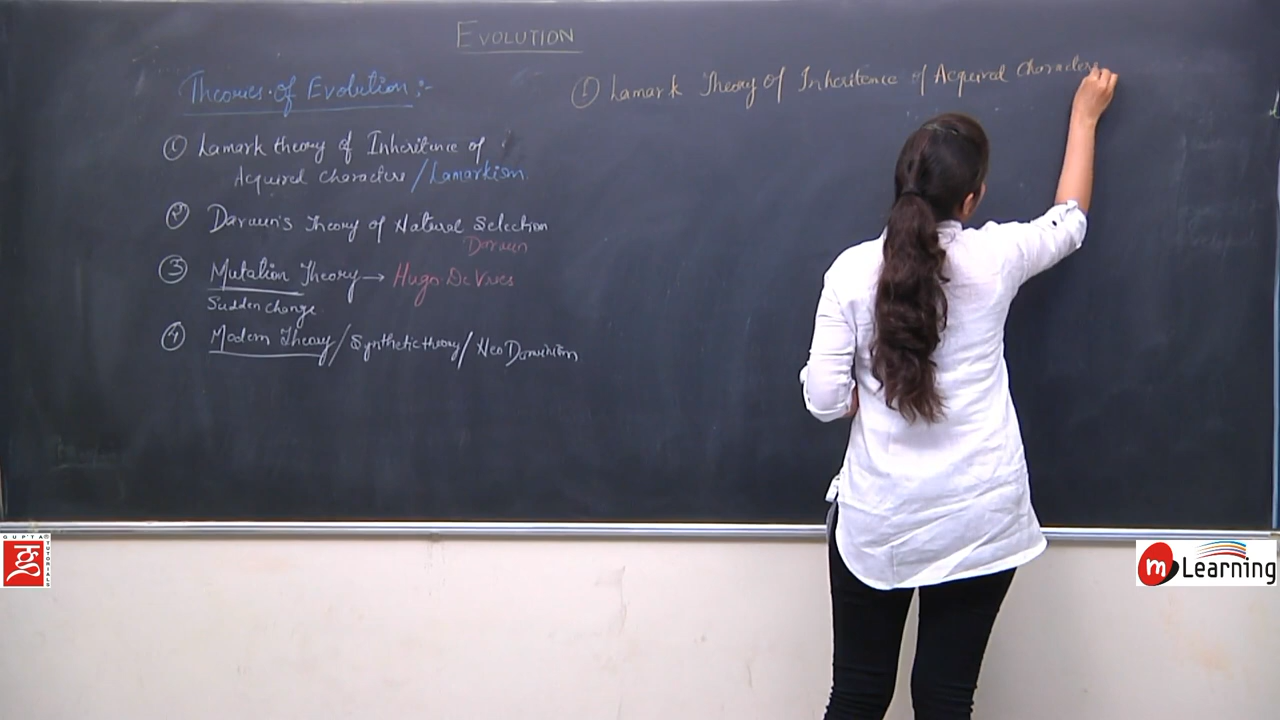 EVOLUTION
Theories of Evolution :-
① Lamark theory of Inheritence of
Acquired characters / Lamarkism.
② Darwin's Theory of Natural Selection
Darwin
③ Mutation Theory → Hugo De Vries
Sudden change
④ Modern Theory / Synthetic theory / Neo Darwinism
① Lamark Theory of Inheritence of Acquired Characters
GUPTA
TUTORIALS
m Learning